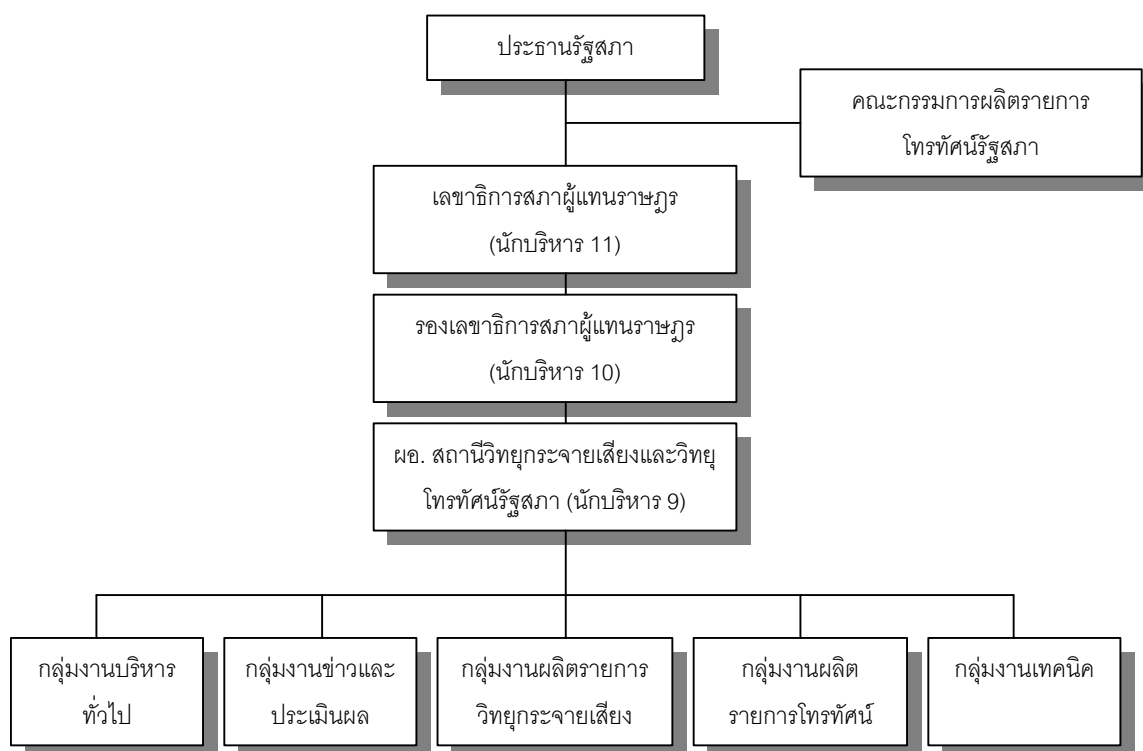 ประธานรัฐสภา
คณะกรรมการผลิตรายการ
โทรทัศน์รัฐสภา
เลขาธิการสภาผู้แทนราษฎร
(นักบริหาร 11)
รองเลขาธิการสภาผู้แทนราษฎร
(นักบริหาร 10)
ผอ. สถานีวิทยุกระจายเสียงและวิทยุ
โทรทัศน์รัฐสภา (นักบริหาร 9)
กลุ่มงานบริหาร
ทั่วไป
กลุ่มงานข่าวและ
ประเมินผล
กลุ่มงานผลิตรายการ
วิทยุกระจายเสียง
กลุ่มงานผลิต
รายการโทรทัศน์
กลุ่มงานเทคนิค